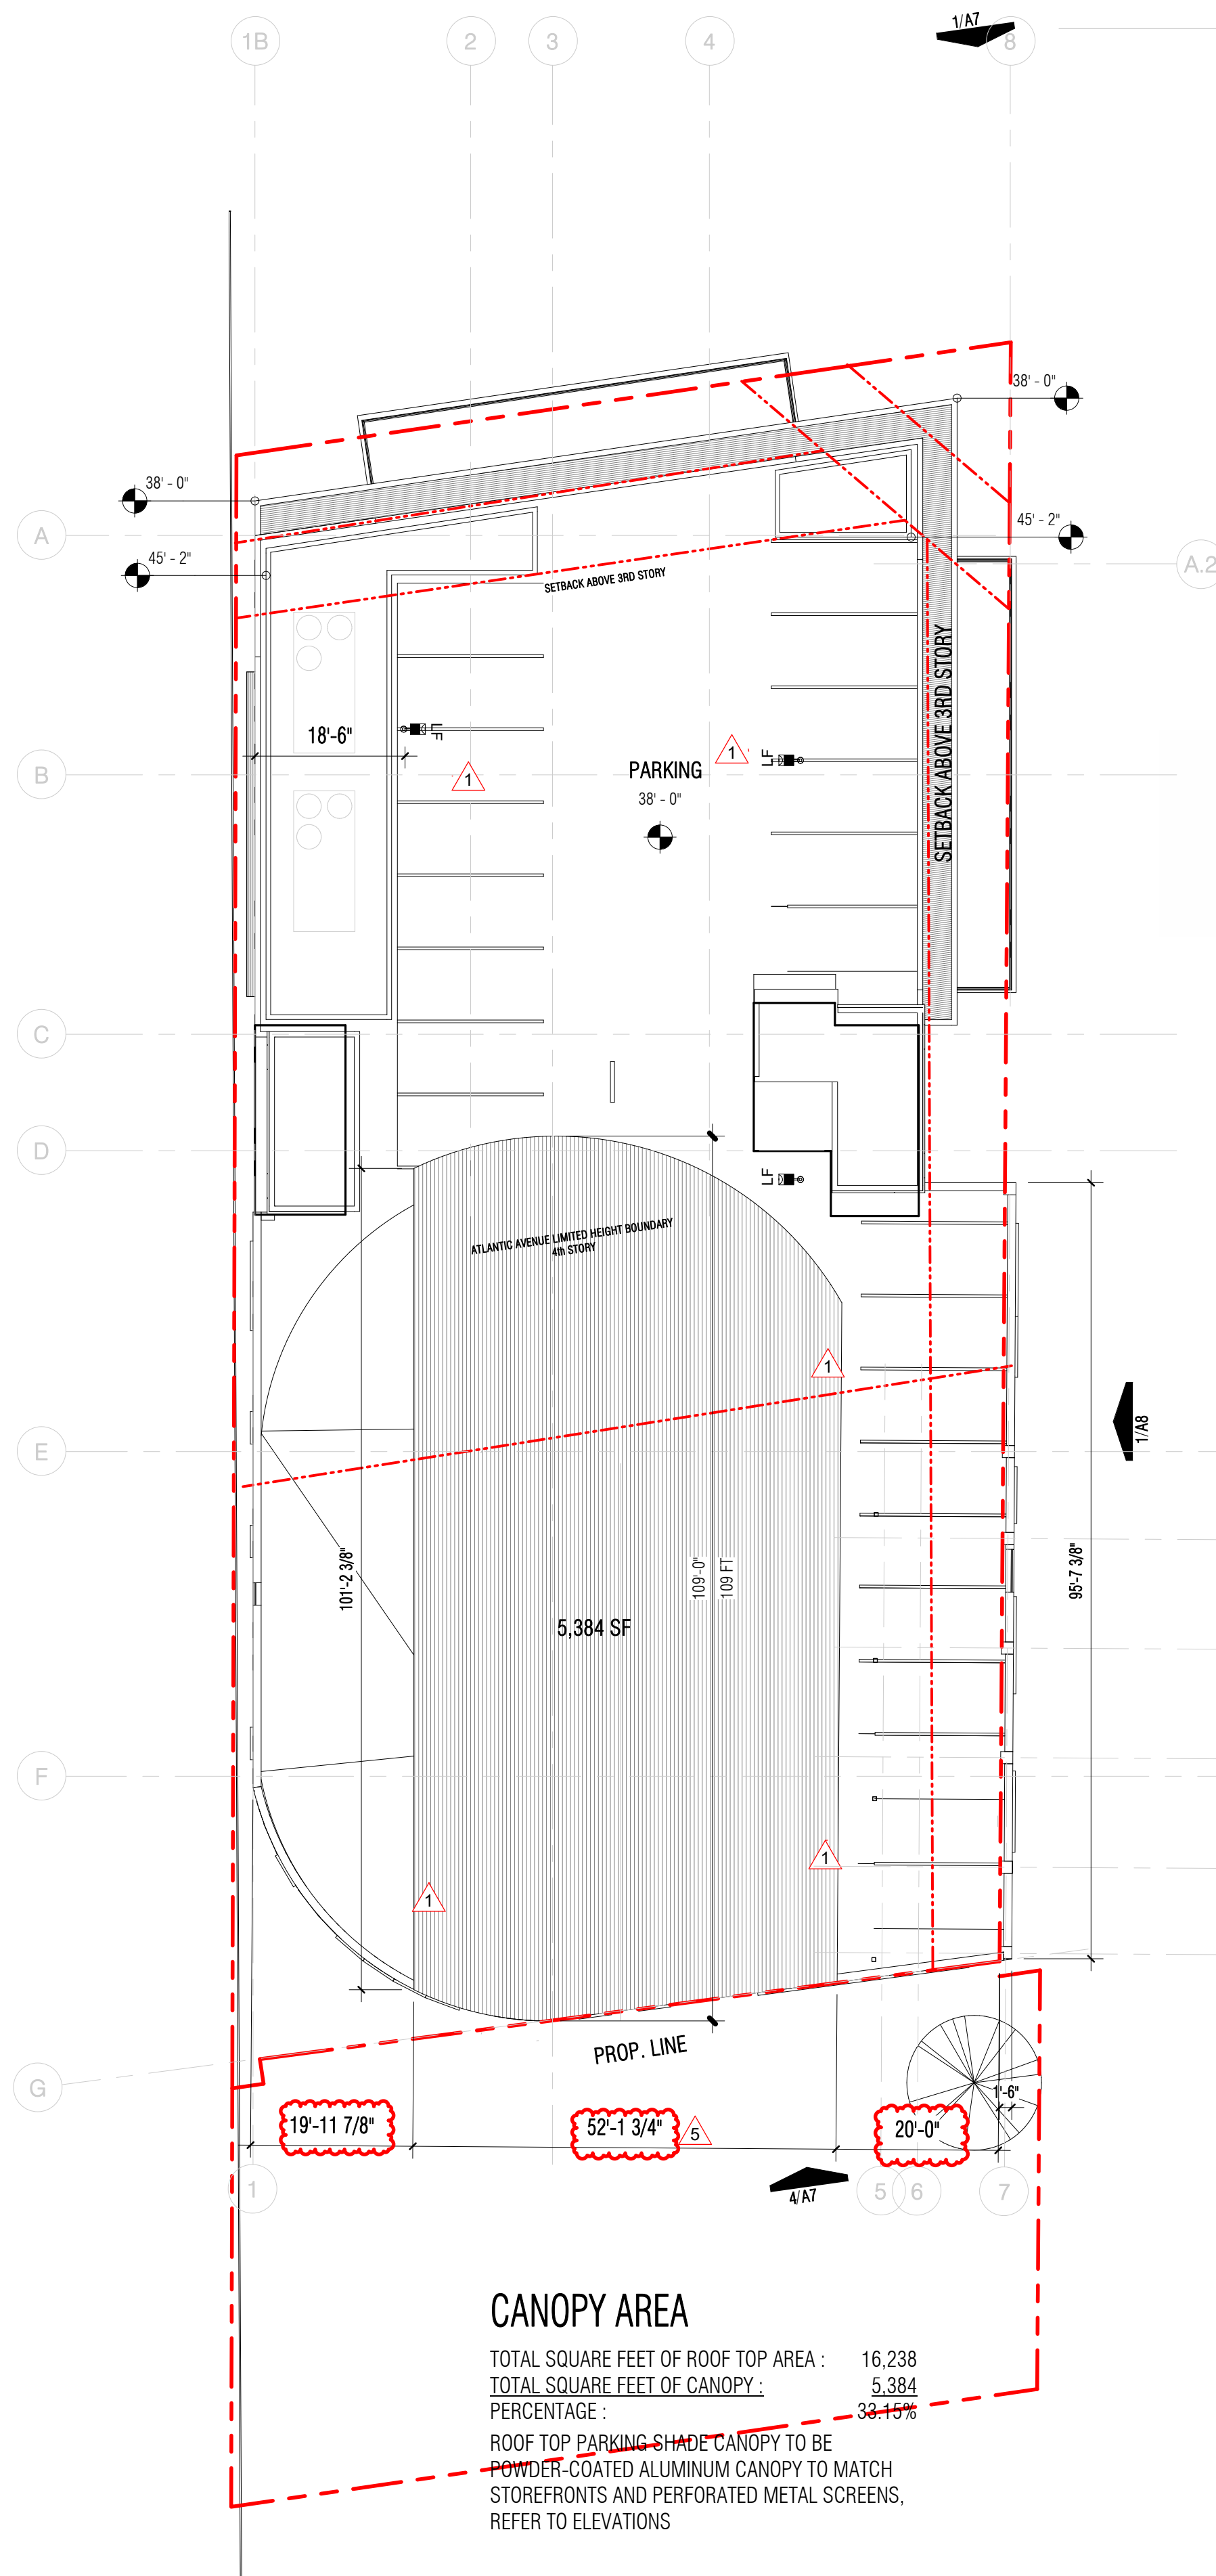 1/A7
1B
2
3
4
8
38' - 0"
38' - 0"
45' - 2"
A
45' - 2"
A.2
SETBACK ABOVE 3RD STORY
SETBACK ABOVE 3RD STORY
18'-6"
LF
1
LF
1
PARKING
38' - 0"
B
C
D
LF
ATLANTIC AVENUE LIMITED HEIGHT BOUNDARY
4th STORY
1
1/A8
E
101'-2 3/8"
109'-0"
109 FT
95'-7 3/8"
5,384 SF
F
1
1
PROP. LINE
G
1'-6"
19'-11 7/8"
52'-1 3/4"
5
20'-0"
1
4/A7
5
6
7
CANOPY AREA
TOTAL SQUARE FEET OF ROOF TOP AREA : 16,238
TOTAL SQUARE FEET OF CANOPY : 5,384
PERCENTAGE : 33.15%
ROOF TOP PARKING SHADE CANOPY TO BE
POWDER-COATED ALUMINUM CANOPY TO MATCH
STOREFRONTS AND PERFORATED METAL SCREENS,
REFER TO ELEVATIONS